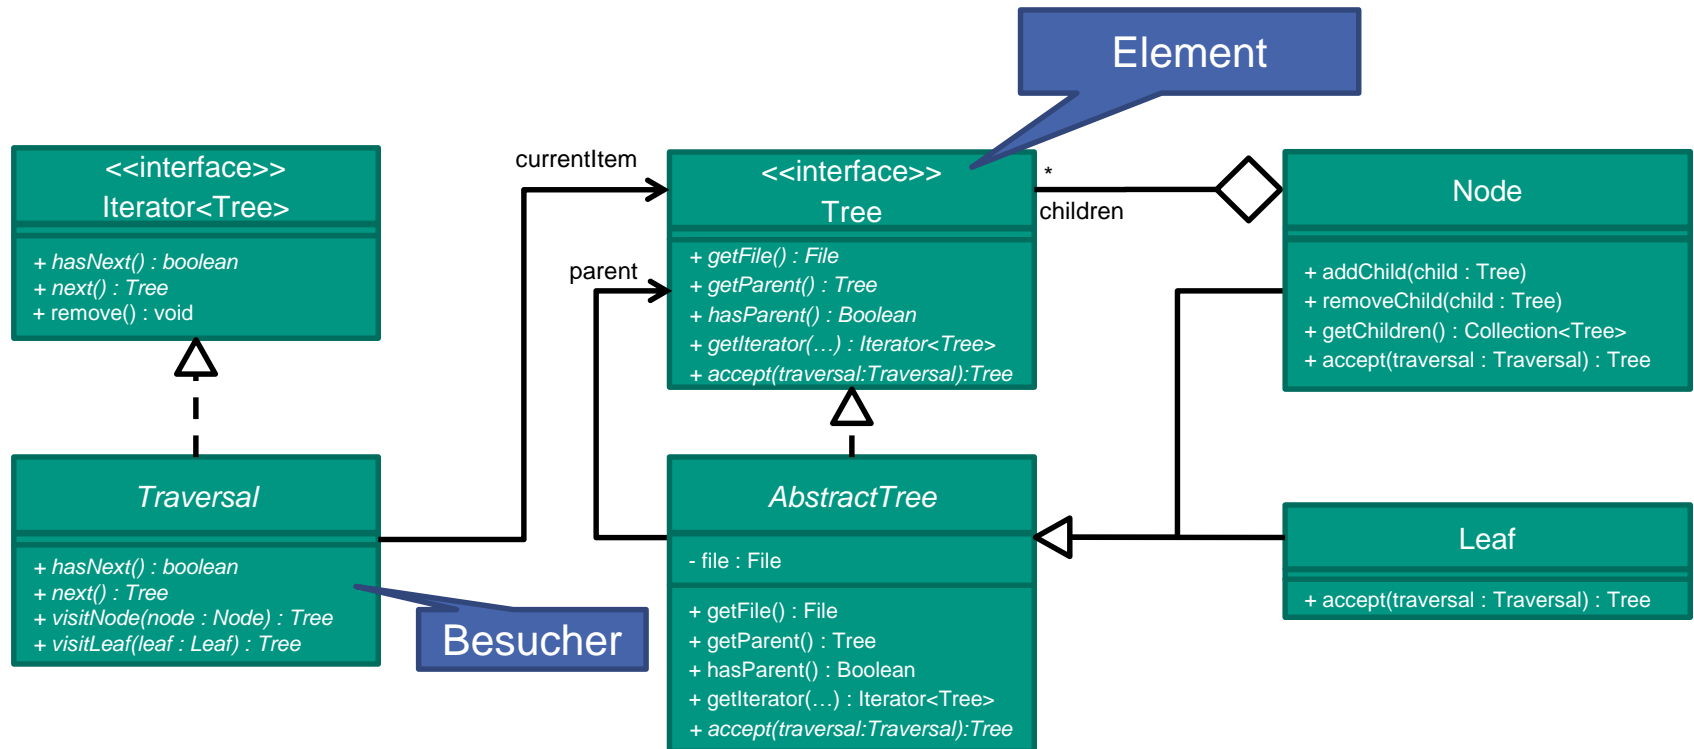 Element
<<interface>>
Iterator<Tree>
+ hasNext() : boolean
+ next() : Tree
+ remove() : void
currentItem
<<interface>>
Tree
+ getFile() : File
+ getParent() : Tree
+ hasParent() : Boolean
+ getIterator(…) : Iterator<Tree>
+ accept(traversal:Traversal):Tree
*
children
Node
+ addChild(child : Tree)
+ removeChild(child : Tree)
+ getChildren() : Collection<Tree>
+ accept(traversal : Traversal) : Tree
parent
Traversal
+ hasNext() : boolean
+ next() : Tree
+ visitNode(node : Node) : Tree
+ visitLeaf(leaf : Leaf) : Tree
Besucher
AbstractTree
- file : File
+ getFile() : File
+ getParent() : Tree
+ hasParent() : Boolean
+ getIterator(…) : Iterator<Tree>
+ accept(traversal:Traversal):Tree
Leaf
+ accept(traversal : Traversal) : Tree